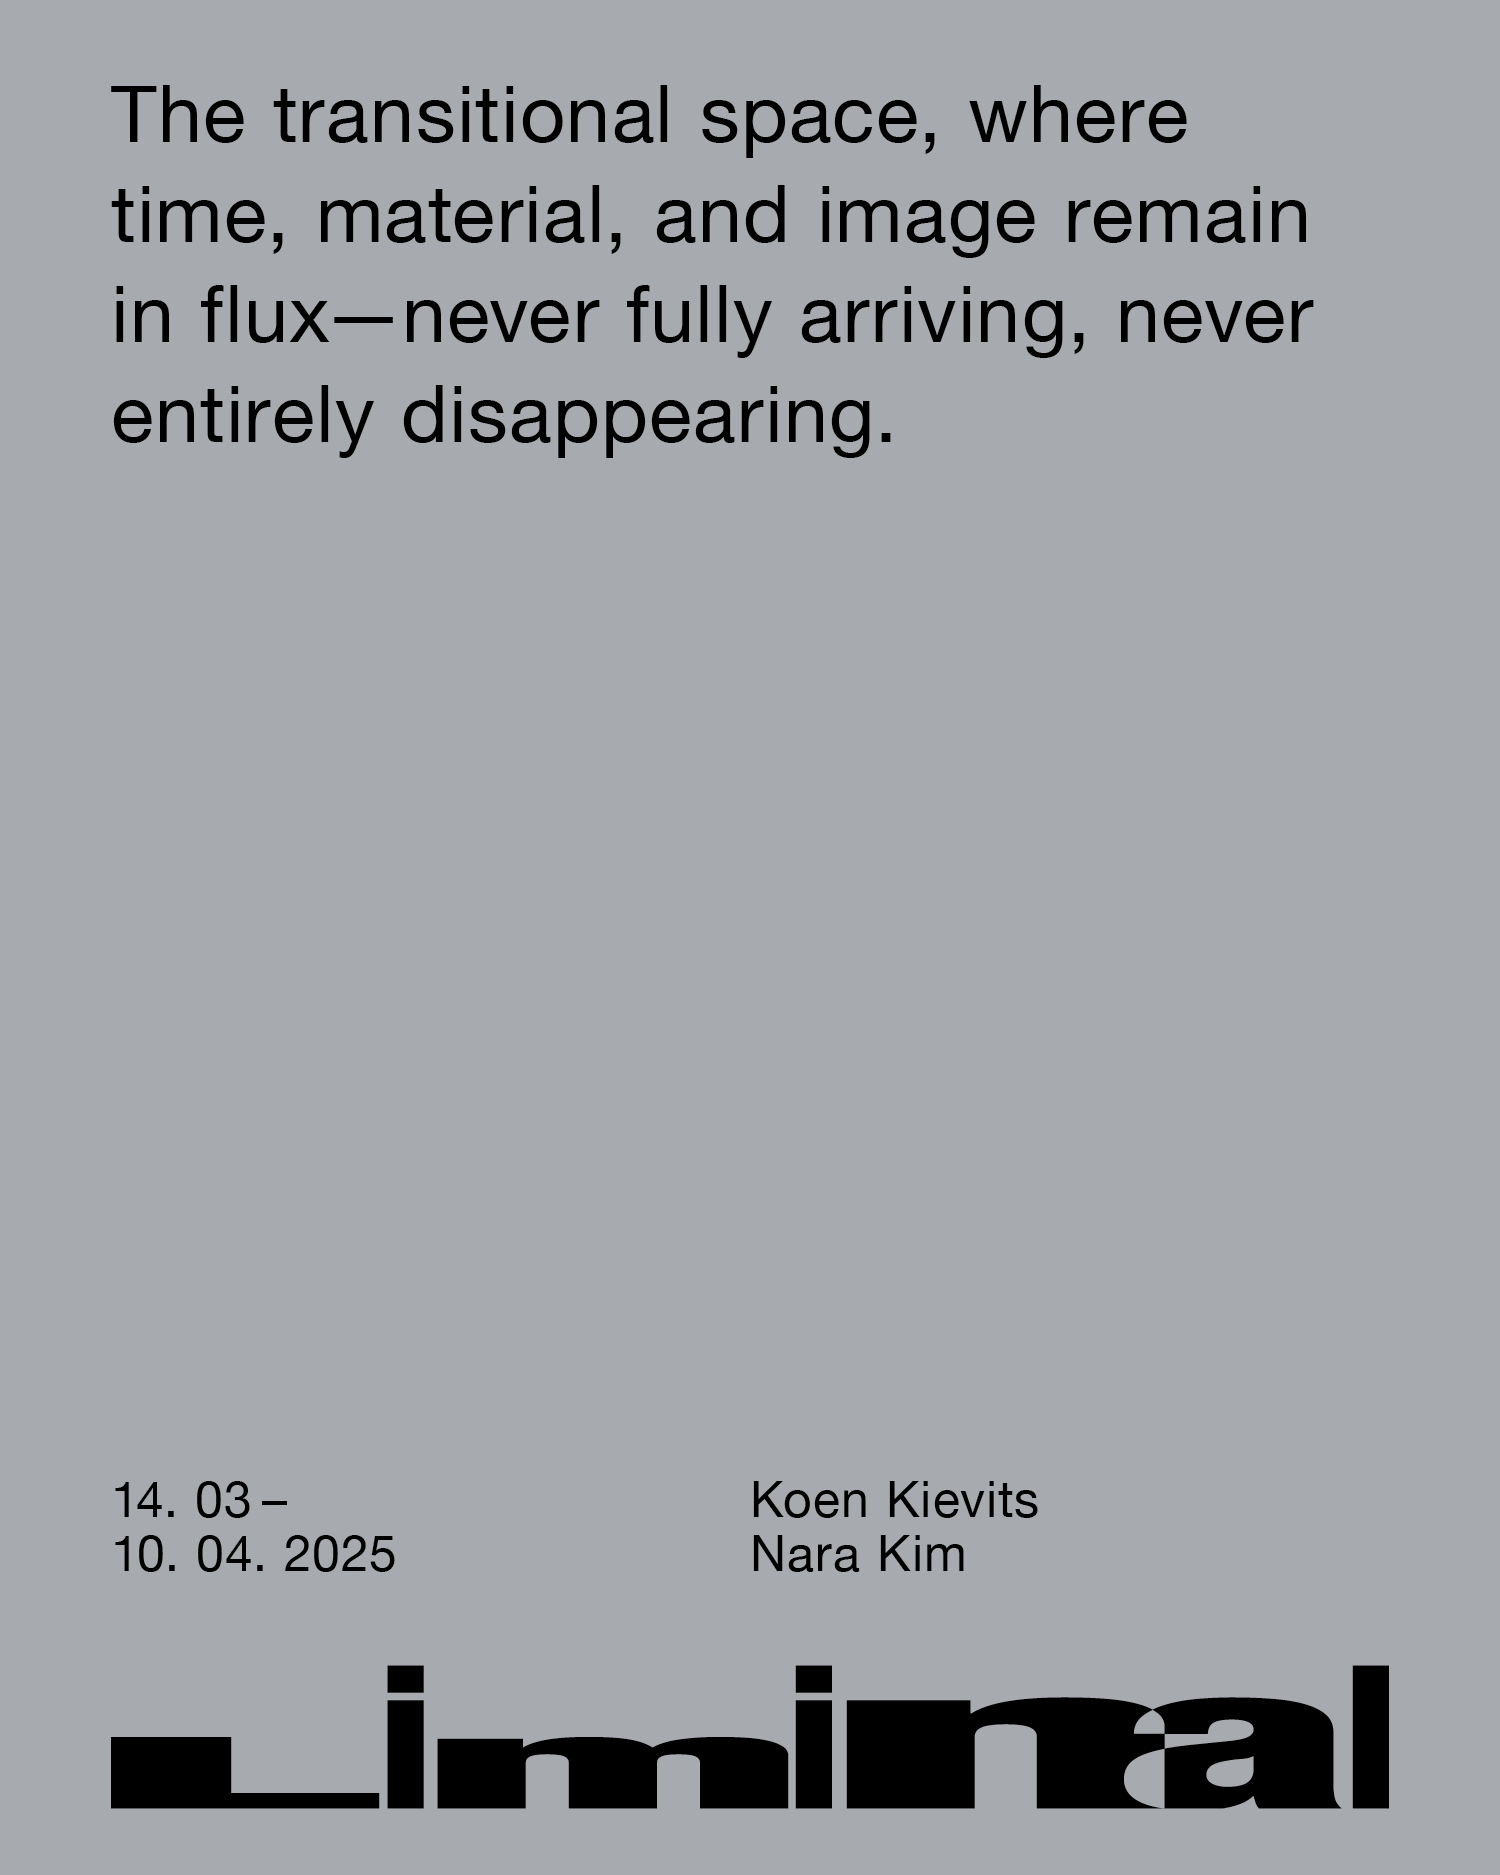 The transitional space, where
time, material, and image remain
in flux—never fully arriving, never
entirely disappearing.
14. 03 –
10. 04. 2025
Koen Kievits
Nara Kim
Liminal